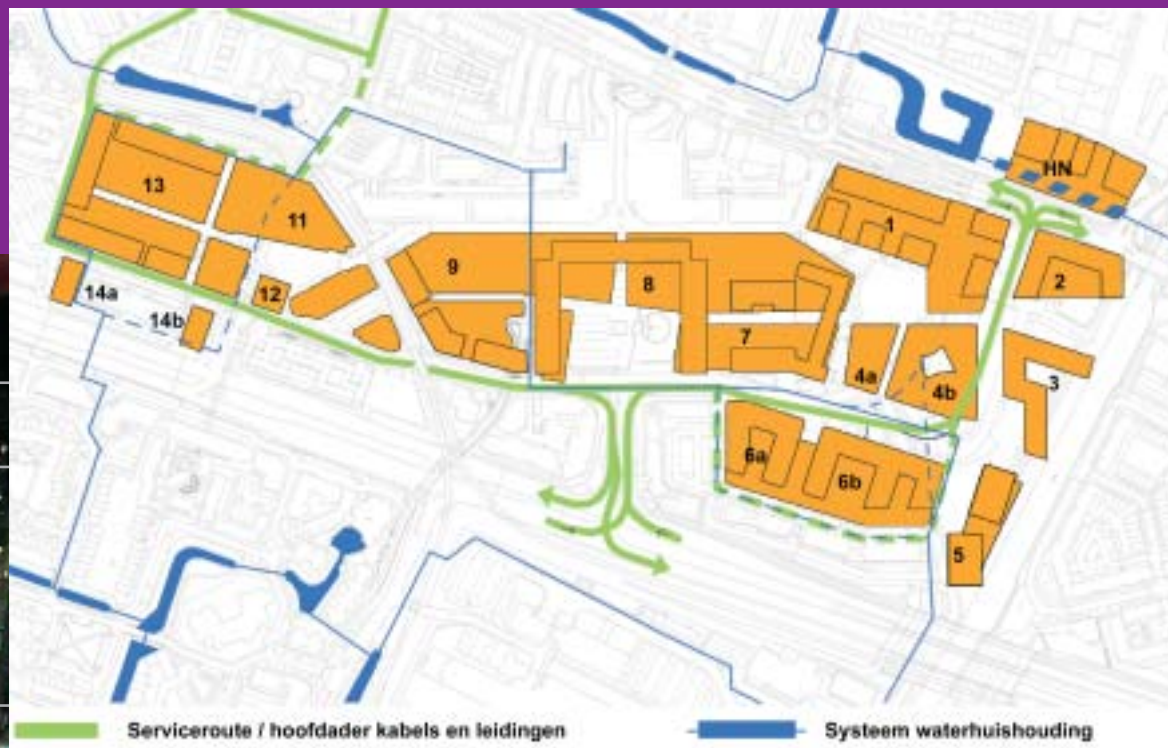 HN
1
13
11
2
9
8
12
14a
14b
7
3
4a
4b
6a
6b
5
Serviceroute / hoofdader kabels en leidingen
Systeem waterhuishouding